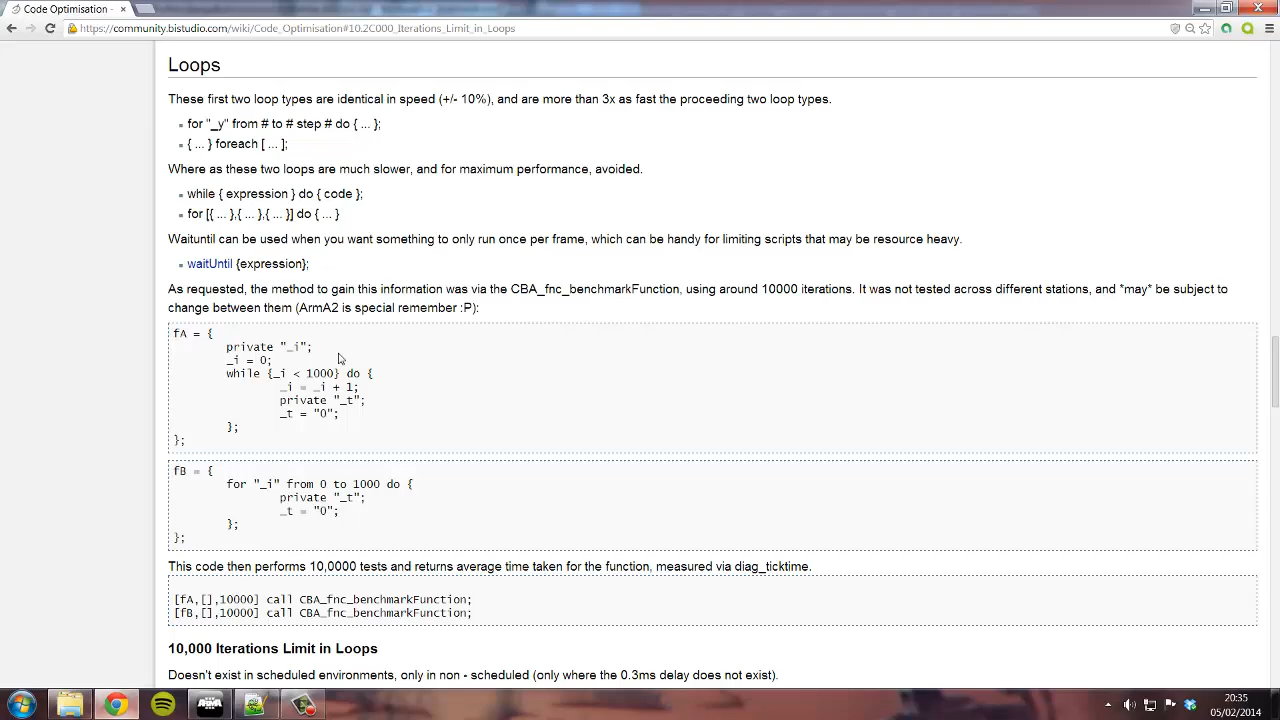 Code Optimisation -
https://community.bistudio.com/wiki/Code_Optimisation#10.2C000_Iterations_Limit_in_Loops
Loops
These first two loop types are identical in speed (+/- 10%), and are more than 3x as fast the proceeding two loop types.
for "_y" from # to # step # do { ... };
{ ... } foreach [ ... ];
Where as these two loops are much slower, and for maximum performance, avoided.
while { expression } do { code };
for [{ ... },{ ... },{ ... }] do { ... }
Waituntil can be used when you want something to only run once per frame, which can be handy for limiting scripts that may be resource heavy.
waitUntil {expression};
As requested, the method to gain this information was via the CBA_fnc_benchmarkFunction, using around 10000 iterations. It was not tested across different stations, and *may* be subject to
change between them (ArmA2 is special remember :P):
fA = {
private "_i";
_i = 0;
while {_i < 1000} do {
_i = _i + 1;
private "_t";
_t = "0";
};
};
fB = {
for "_i" from 0 to 1000 do {
private "_t";
_t = "0";
};
};
This code then performs 10,0000 tests and returns average time taken for the function, measured via diag_ticktime.
[fA,[],10000] call CBA_fnc_benchmarkFunction;
[fB,[],10000] call CBA_fnc_benchmarkFunction;
10,000 Iterations Limit in Loops
Doesn't exist in scheduled environments, only in non - scheduled (only where the 0.3ms delay does not exist).
ARMA
20:35
05/02/2014